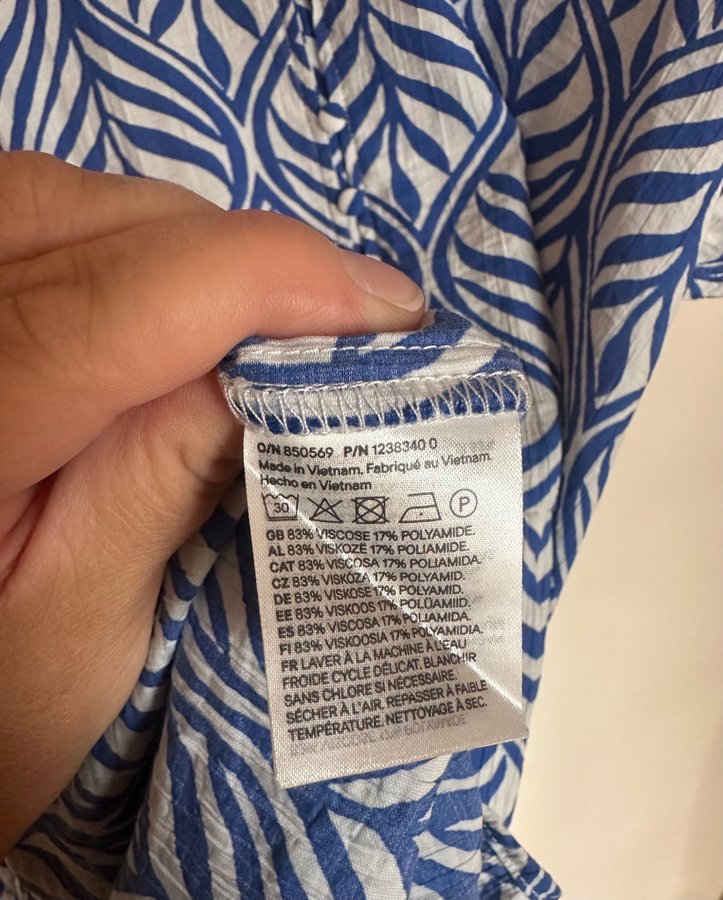 O/N 850569 P/N 1238340 0
Made in Vietnam. Fabriqué au Vietnam.
Hecho en Vietnam
30 P
GB 83% VISCOSE 17% POLYAMIDE.
AL 83% VISKOZË 17% POLIAMIDE.
CAT 83% VISCOSA 17% POLIAMIDA.
CZ 83% VISKÓZA 17% POLYAMID.
DE 83% VISKOSE 17% POLYAMID.
EE 83% VISKOOS 17% POLÜAMIID.
ES 83% VISCOSA 17% POLIAMIDA.
FI 83% VISKOOSIA 17% POLYAMIDIA.
FR LAVER À LA MACHINE À L'EAU
FROIDE CYCLE DÉLICAT. BLANCHIR
SANS CHLORE SI NÉCESSAIRE.
SÉCHER À L'AIR. REPASSER À FAIBLE
TEMPÉRATURE. NETTOYAGE À SEC.